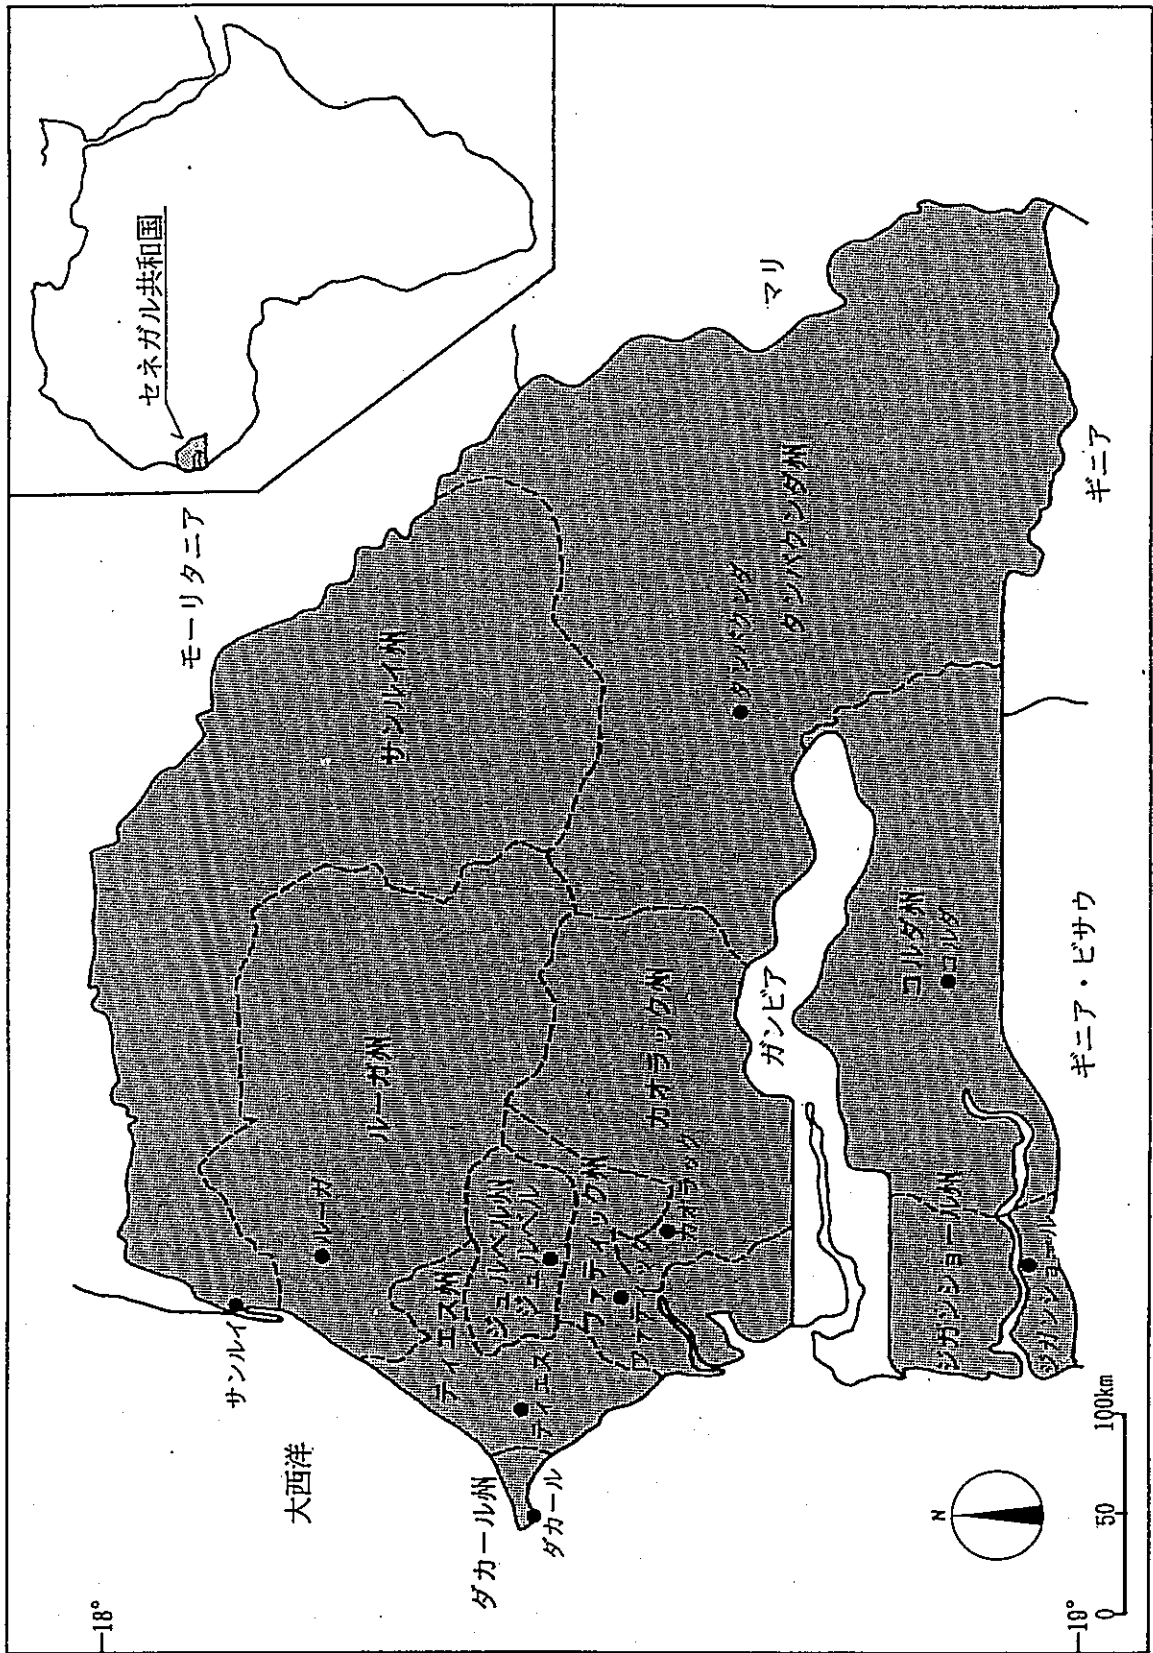 セネガル共和国
モーリタニア
マリ
ギニア
ギニア・ビサウ
ガンビア
大西洋
サンルイ州
サンルイ
ルーガ州
ルーガ
ティエス州
ティエス
ジュルベル州
ジュルベル
ダカール州
ダカール
ファティック州
ファティック
カオラック州
カオラック
タンバクンダ
タンバクンダ州
コルダ州
コルダ
ジガンショール州
ジガンショール
18°
19°
N
0 50 100km